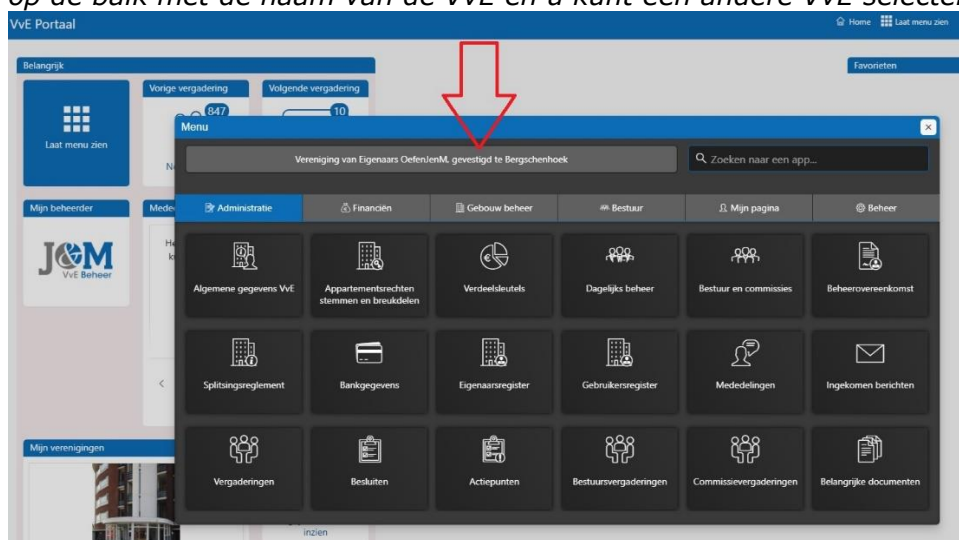 op de balk met de naam van de VvE en u kunt een andere VvE selecte
VvE Portaal
Home Laat menu zien
Belangrijk
Favorieten
Vorige vergadering
Volgende vergadering
847
10
Laat menu zien
Menu
Vereniging van Eigenaars OefenJenM, gevestigd te Bergschenhoek
Zoeken naar een app...
Mijn beheerder
Mede
Administratie
Financiën
Gebouw beheer
Bestuur
Mijn pagina
Beheer
J&M
VvE Beheer
Algemene gegevens VvE
Appartementsrechten
stemmen en breukdelen
Verdeelsleutels
Dagelijks beheer
Bestuur en commissies
Beheerovereenkomst
Splitsingsreglement
Bankgegevens
Eigenaarsregister
Gebruikersregister
Mededelingen
Ingekomen berichten
Mijn verenigingen
Vergaderingen
Besluiten
Actiepunten
Bestuursvergaderingen
Commissievergaderingen
Belangrijke documenten
inzien